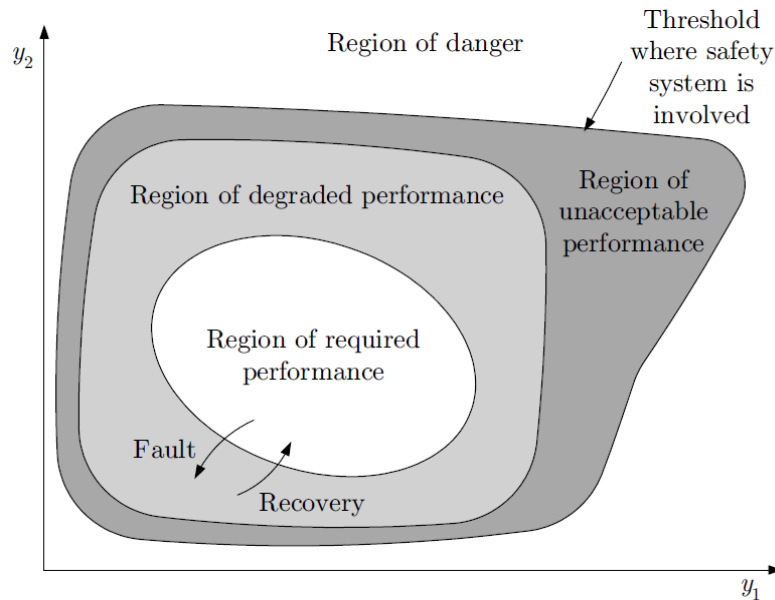 y₂
Region of danger
Threshold
where safety
system is
involved
Region of degraded performance
Region of
unacceptable
performance
Region of required
performance
Fault
Recovery
y₁